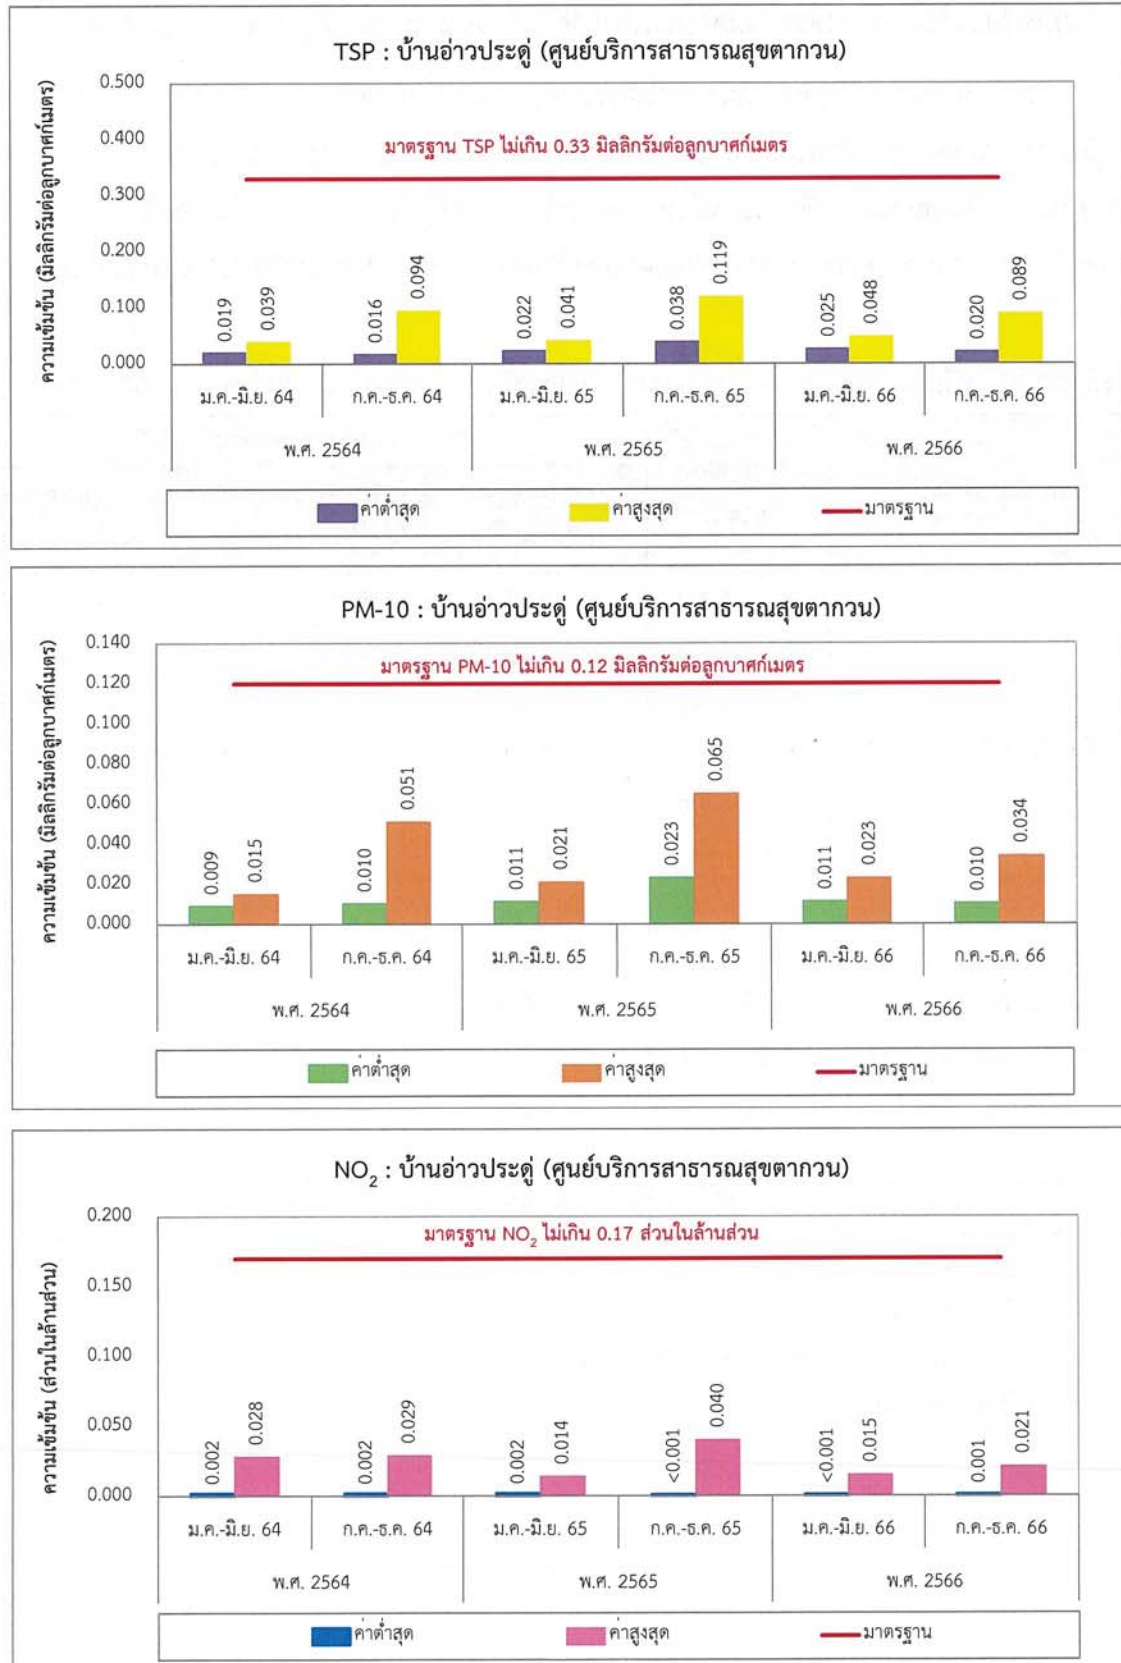 TSP : บ้านอ่าวประดู่ (ศูนย์บริการสาธารณสุขตากวน)
ความเข้มข้น (มิลลิกรัมต่อลูกบาศก์เมตร)
0.500
0.400
0.300
0.200
0.100
0.000
มาตรฐาน TSP ไม่เกิน 0.33 มิลลิกรัมต่อลูกบาศก์เมตร
0.019 0.039 0.016 0.094 0.022 0.041 0.038 0.119 0.025 0.048 0.020 0.089
ม.ค.-มิ.ย. 64 ก.ค.-ธ.ค. 64 ม.ค.-มิ.ย. 65 ก.ค.-ธ.ค. 65 ม.ค.-มิ.ย. 66 ก.ค.-ธ.ค. 66
พ.ศ. 2564 พ.ศ. 2565 พ.ศ. 2566
ค่าต่ำสุด ค่าสูงสุด มาตรฐาน
PM-10 : บ้านอ่าวประดู่ (ศูนย์บริการสาธารณสุขตากวน)
ความเข้มข้น (มิลลิกรัมต่อลูกบาศก์เมตร)
0.140
0.120
0.100
0.080
0.060
0.040
0.020
0.000
มาตรฐาน PM-10 ไม่เกิน 0.12 มิลลิกรัมต่อลูกบาศก์เมตร
0.009 0.015 0.010 0.051 0.011 0.021 0.023 0.065 0.011 0.023 0.010 0.034
ม.ค.-มิ.ย. 64 ก.ค.-ธ.ค. 64 ม.ค.-มิ.ย. 65 ก.ค.-ธ.ค. 65 ม.ค.-มิ.ย. 66 ก.ค.-ธ.ค. 66
พ.ศ. 2564 พ.ศ. 2565 พ.ศ. 2566
ค่าต่ำสุด ค่าสูงสุด มาตรฐาน
NO₂ : บ้านอ่าวประดู่ (ศูนย์บริการสาธารณสุขตากวน)
ความเข้มข้น (ส่วนในล้านส่วน)
0.200
0.150
0.100
0.050
0.000
มาตรฐาน NO₂ ไม่เกิน 0.17 ส่วนในล้านส่วน
0.002 0.028 0.002 0.029 0.002 0.014 <0.001 0.040 <0.001 0.015 0.001 0.021
ม.ค.-มิ.ย. 64 ก.ค.-ธ.ค. 64 ม.ค.-มิ.ย. 65 ก.ค.-ธ.ค. 65 ม.ค.-มิ.ย. 66 ก.ค.-ธ.ค. 66
พ.ศ. 2564 พ.ศ. 2565 พ.ศ. 2566
ค่าต่ำสุด ค่าสูงสุด มาตรฐาน